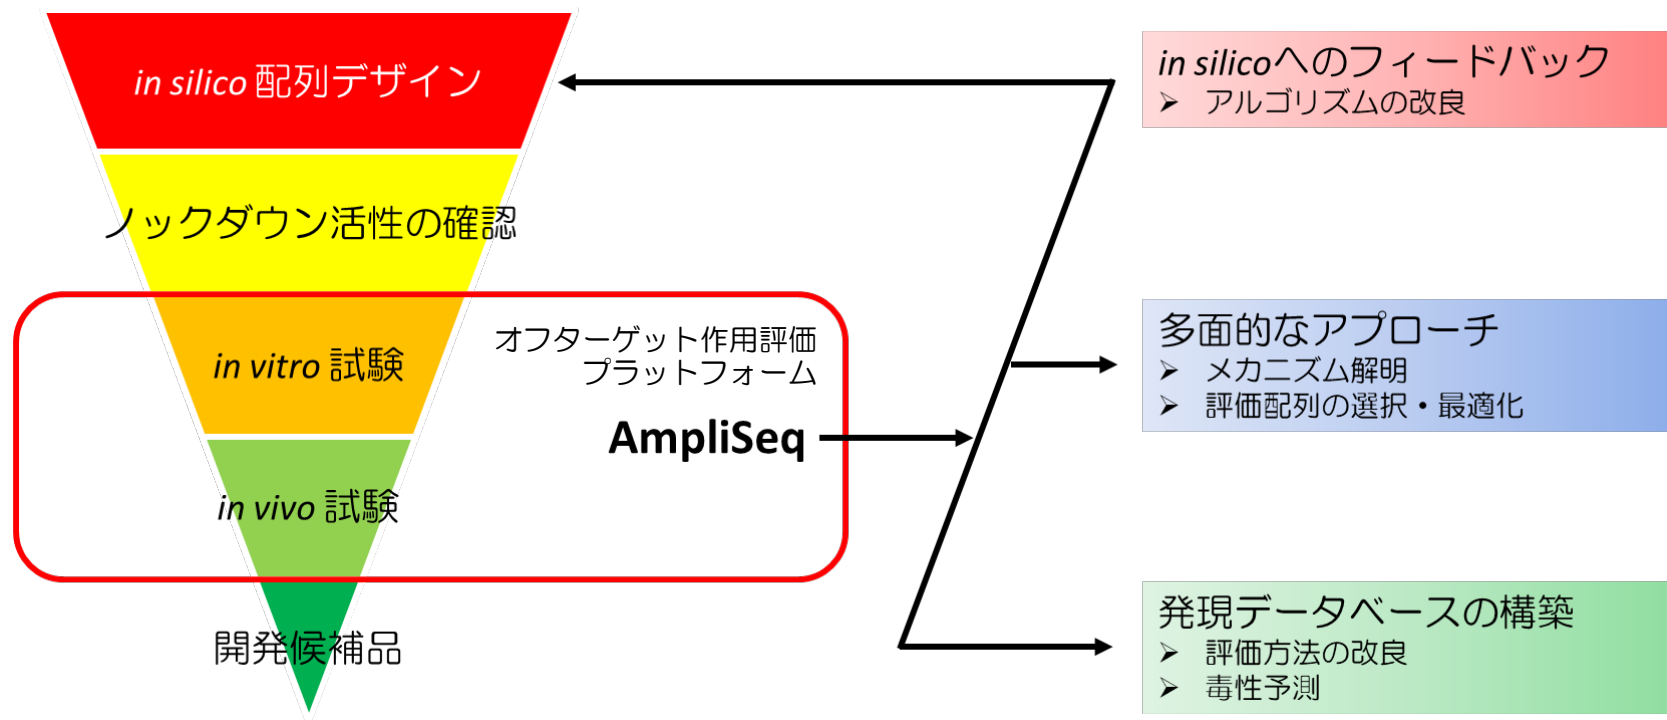 in silico 配列デザイン
ノックダウン活性の確認
in vitro 試験
in vivo 試験
開発候補品
オフターゲット作用評価
プラットフォーム
AmpliSeq
in silicoへのフィードバック
➢ アルゴリズムの改良
多面的なアプローチ
➢ メカニズム解明
➢ 評価配列の選択・最適化
発現データベースの構築
➢ 評価方法の改良
➢ 毒性予測